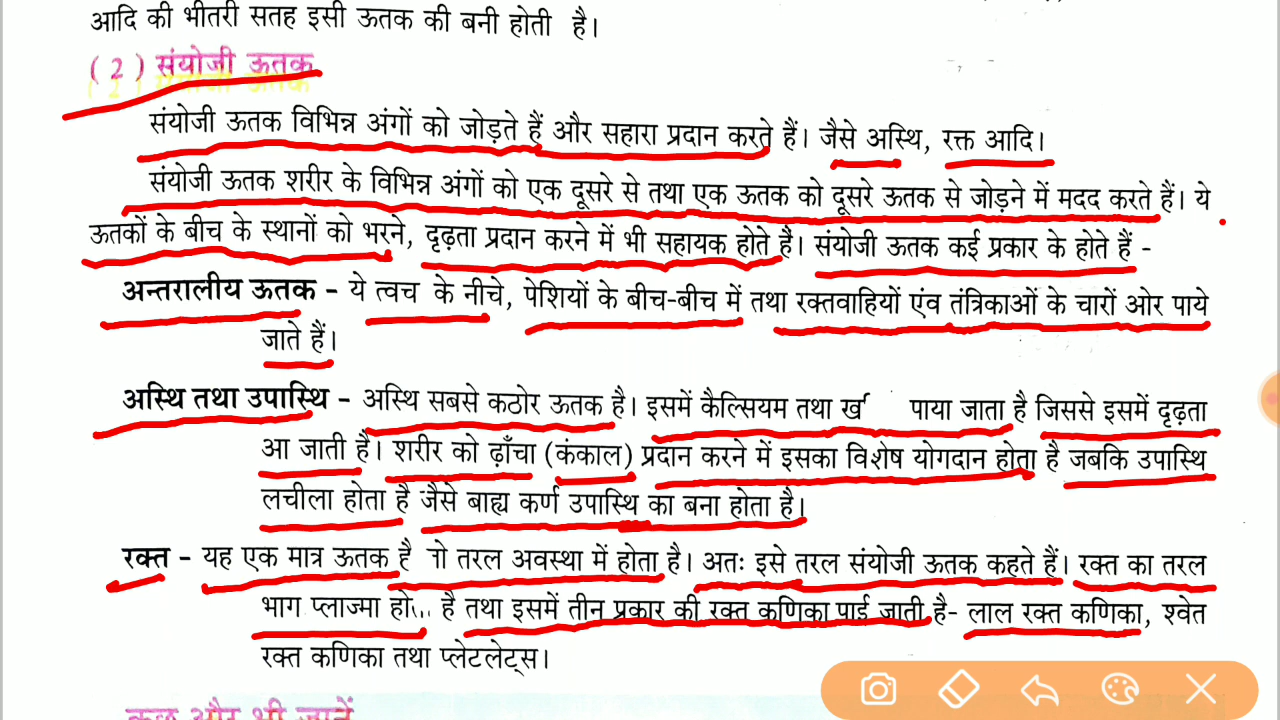 आदि की भीतरी सतह इसी ऊतक की बनी होती है।
( 2 ) संयोजी ऊतक
संयोजी ऊतक विभिन्न अंगों को जोड़ते हैं और सहारा प्रदान करते हैं। जैसे अस्थि, रक्त आदि।
संयोजी ऊतक शरीर के विभिन्न अंगों को एक दूसरे से तथा एक ऊतक को दूसरे ऊतक से जोड़ने में मदद करते हैं। ये
ऊतकों के बीच के स्थानों को भरने, दृढ़ता प्रदान करने में भी सहायक होते हैं। संयोजी ऊतक कई प्रकार के होते हैं -
अन्तरालीय ऊतक - ये त्वच के नीचे, पेशियों के बीच-बीच में तथा रक्तवाहियों एंव तंत्रिकाओं के चारों ओर पाये
जाते हैं।
अस्थि तथा उपास्थि - अस्थि सबसे कठोर ऊतक है। इसमें कैल्सियम तथा पाया जाता है जिससे इसमें दृढ़ता
आ जाती है। शरीर को ढ़ाँचा (कंकाल) प्रदान करने में इसका विशेष योगदान होता है जबकि उपास्थि
लचीला होता है जैसे बाह्य कर्ण उपास्थि का बना होता है।
रक्त - यह एक मात्र ऊतक है तरल अवस्था में होता है। अतः इसे तरल संयोजी ऊतक कहते हैं। रक्त का तरल
भाग प्लाज्मा है तथा इसमें तीन प्रकार की रक्त कणिका पाई जाती है- लाल रक्त कणिका, श्वेत
रक्त कणिका तथा प्लेटलेट्स।
कुछ और भी जानें